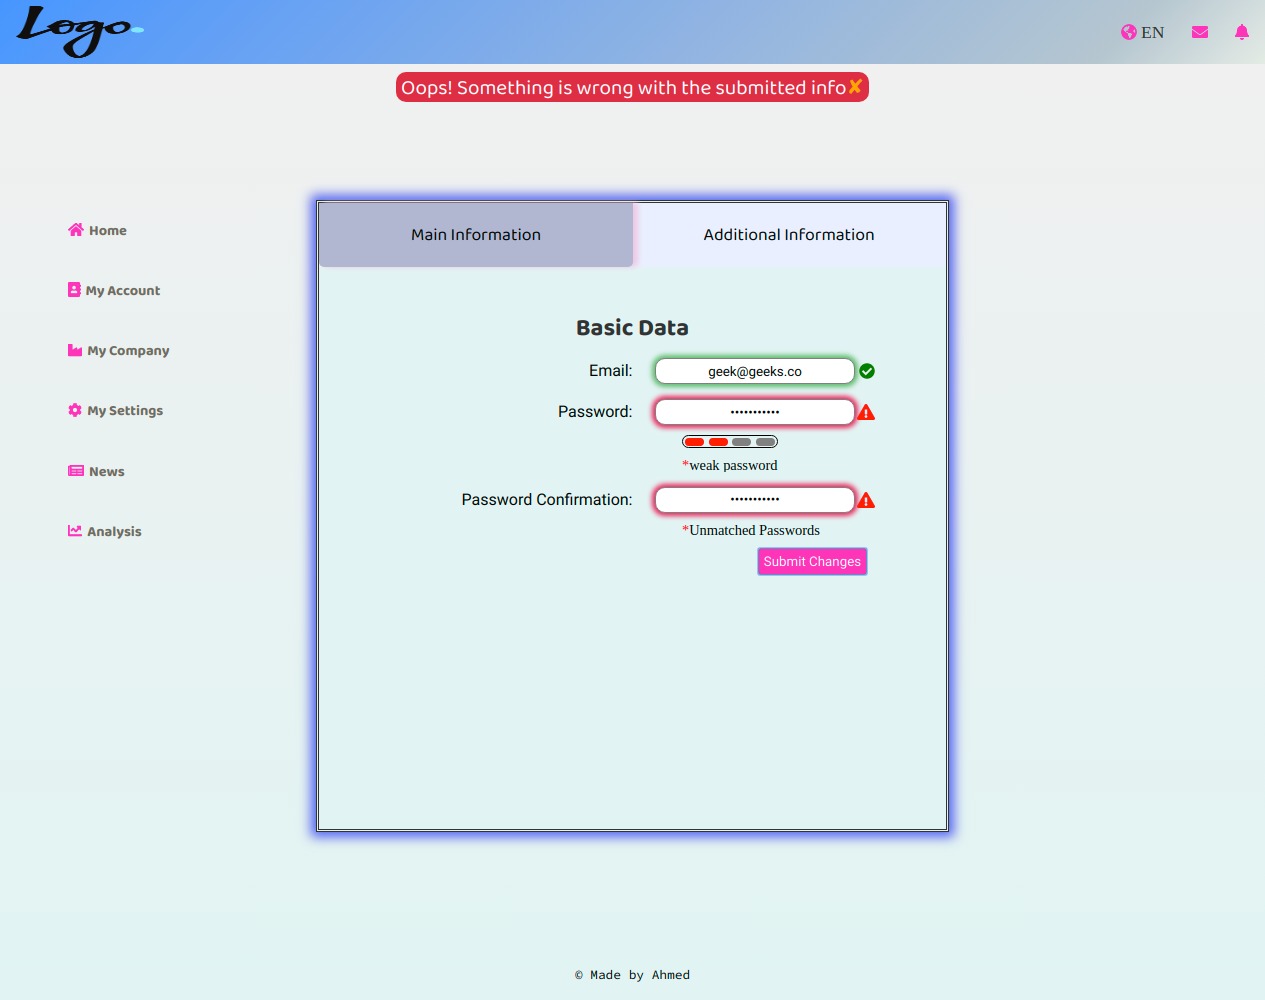 Logo
EN
Oops! Something is wrong with the submitted info✘
Home
My Account
My Company
My Settings
News
Analysis
Main Information
Additional Information
Basic Data
Email:
geek@geeks.co
Password:
•••••••••••
*weak password
Password Confirmation:
•••••••••••
*Unmatched Passwords
Submit Changes
© Made by Ahmed